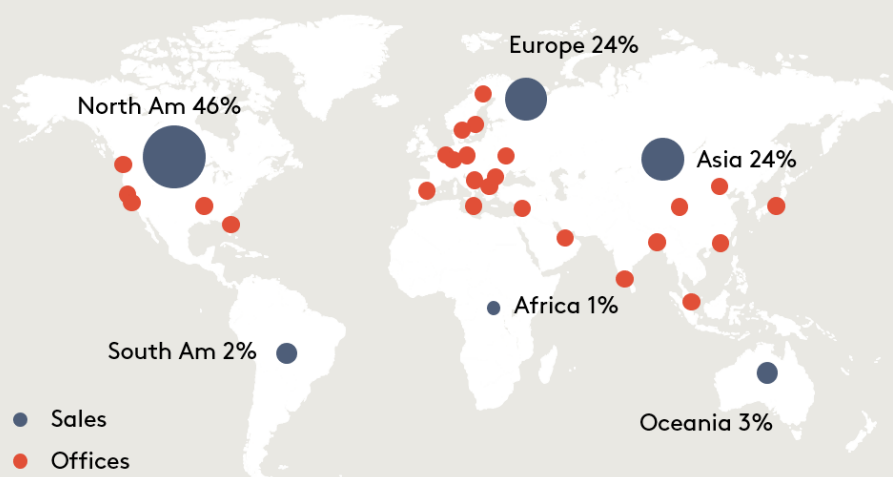 Europe 24%
North Am 46%
Asia 24%
Africa 1%
South Am 2%
Oceania 3%
Sales
Offices